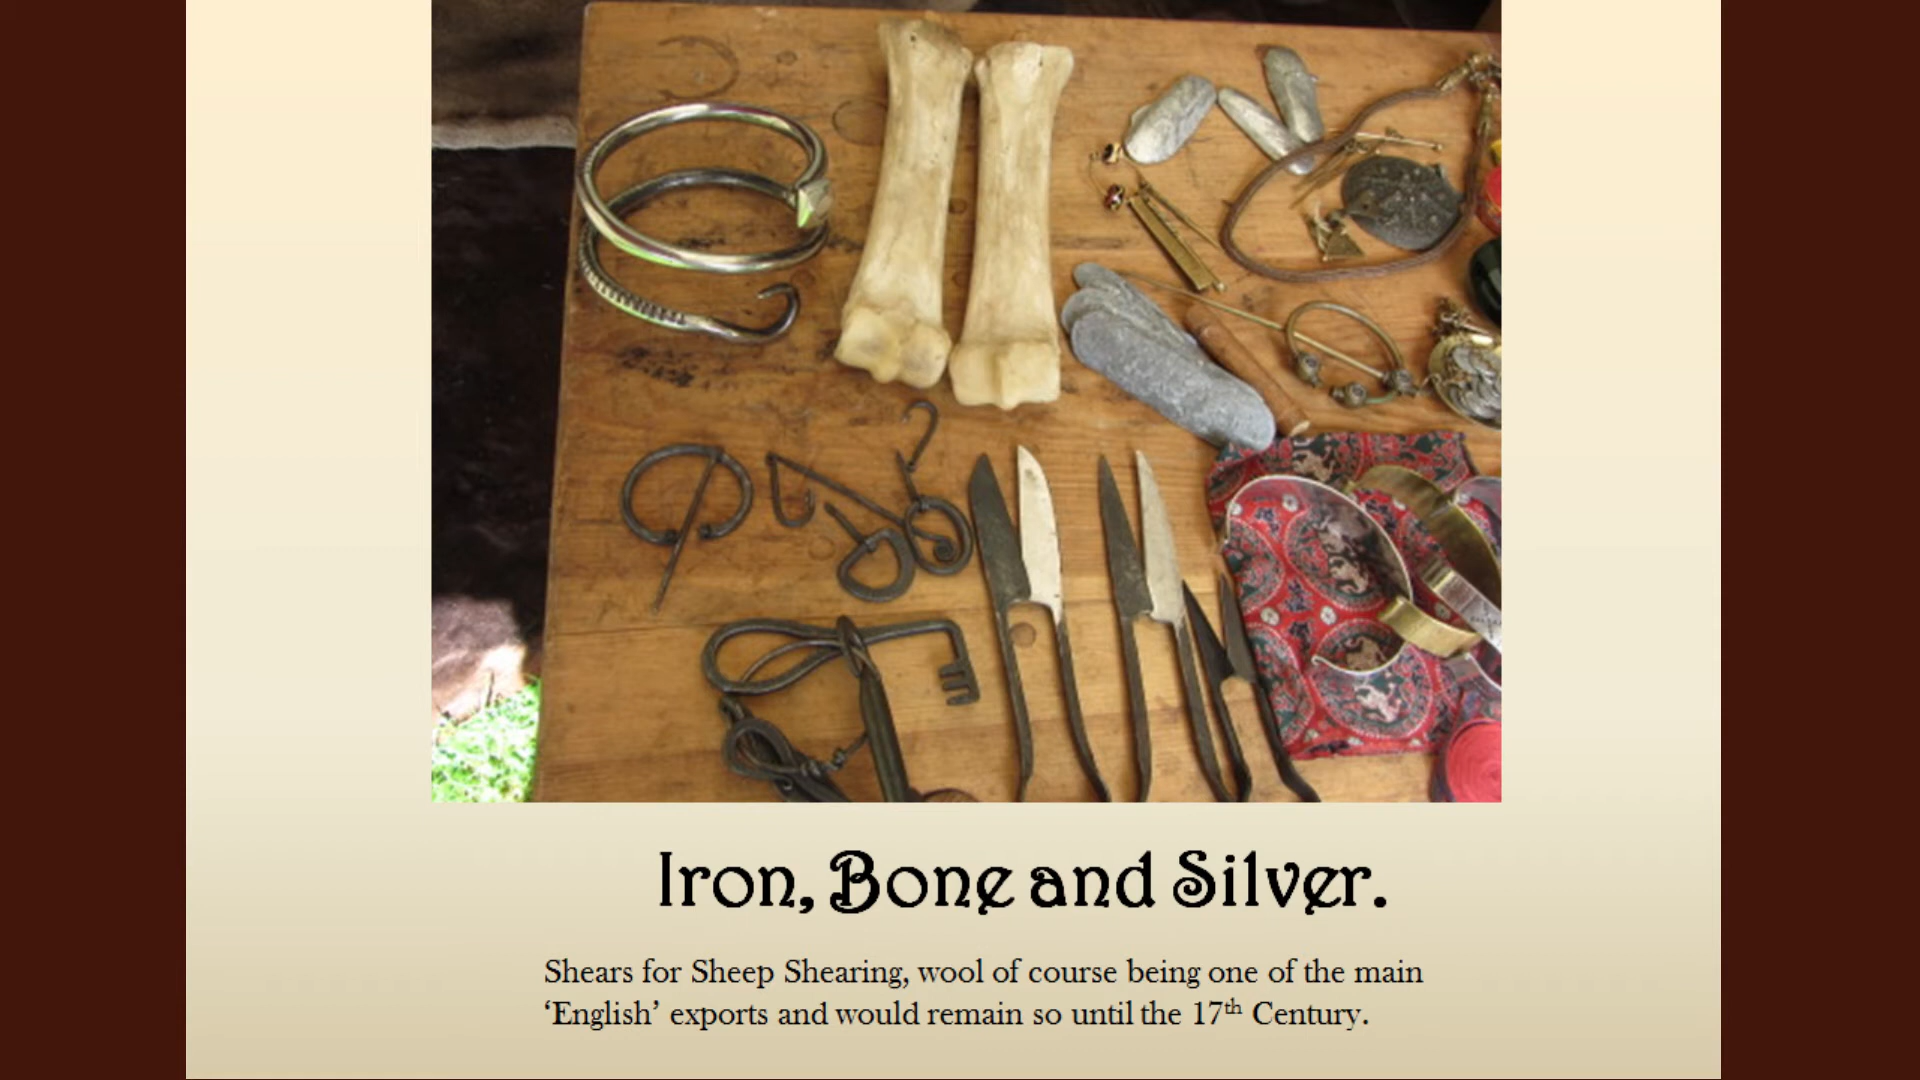 Iron, Bone and Silver.
Shears for Sheep Shearing, wool of course being one of the main
‘English’ exports and would remain so until the 17th Century.